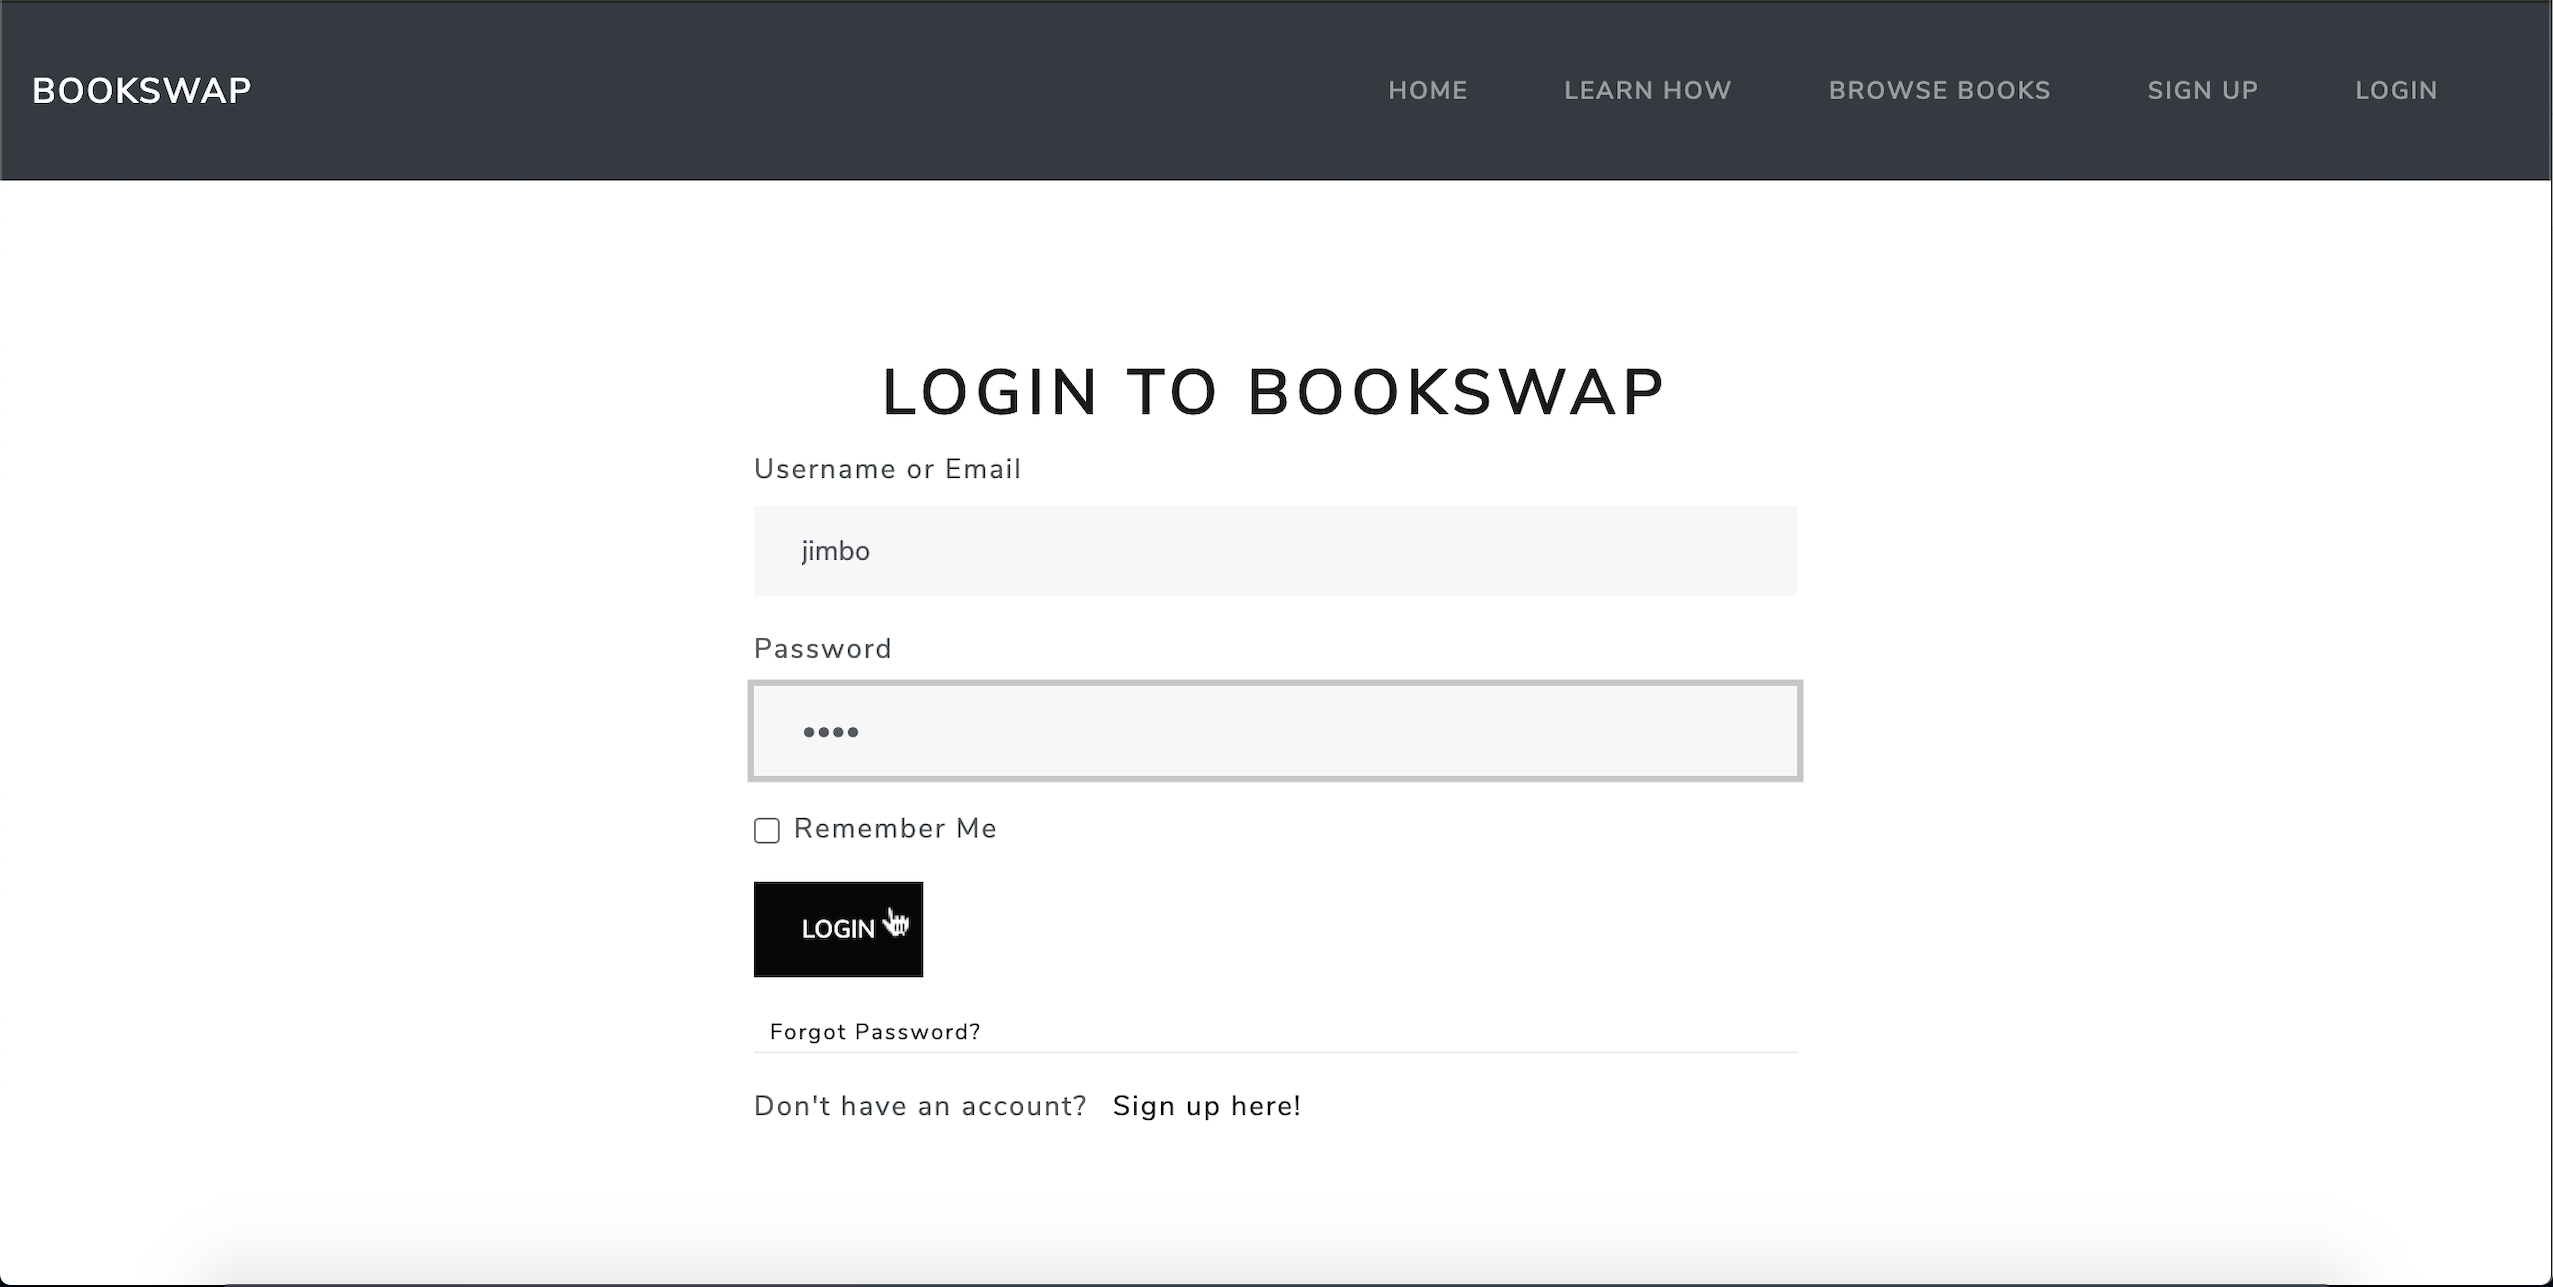 BOOKSWAP HOME LEARN HOW BROWSE BOOKS SIGN UP LOGIN
LOGIN TO BOOKSWAP
Username or Email
jimbo
Password
••••
Remember Me
LOGIN
Forgot Password?
Don't have an account? Sign up here!